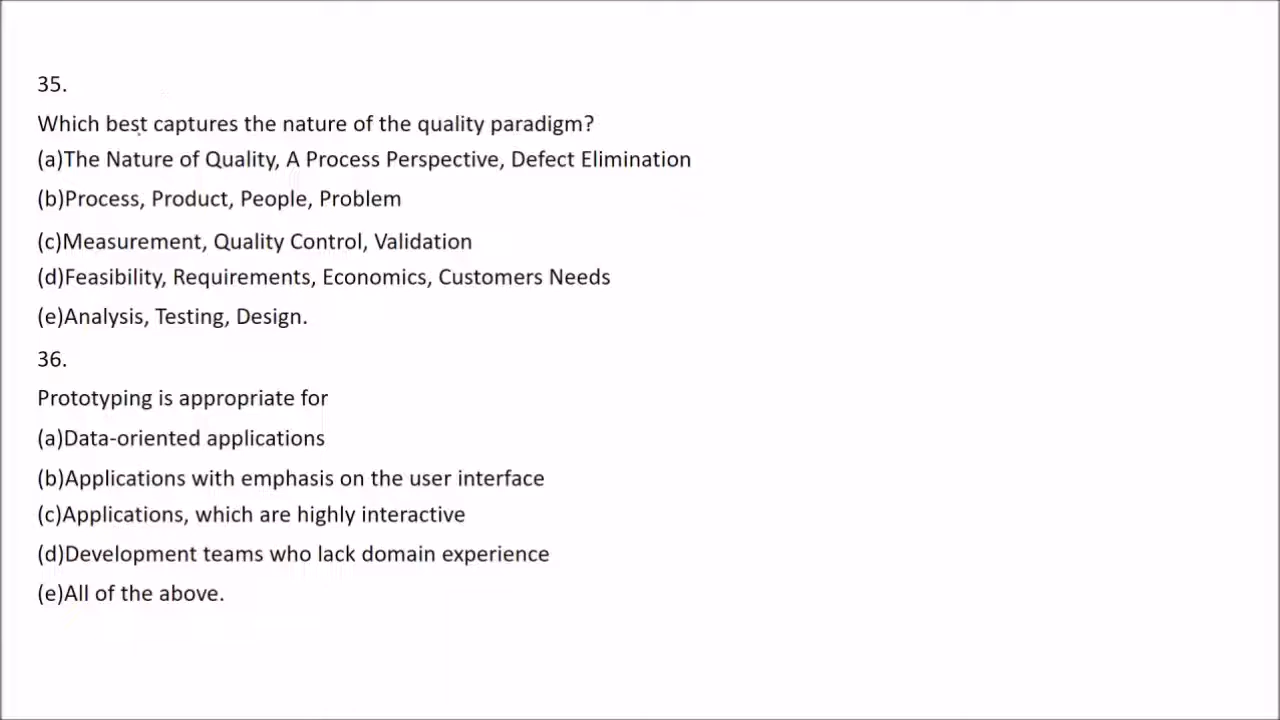 35.
Which best captures the nature of the quality paradigm?
(a)The Nature of Quality, A Process Perspective, Defect Elimination
(b)Process, Product, People, Problem
(c)Measurement, Quality Control, Validation
(d)Feasibility, Requirements, Economics, Customers Needs
(e)Analysis, Testing, Design.
36.
Prototyping is appropriate for
(a)Data-oriented applications
(b)Applications with emphasis on the user interface
(c)Applications, which are highly interactive
(d)Development teams who lack domain experience
(e)All of the above.